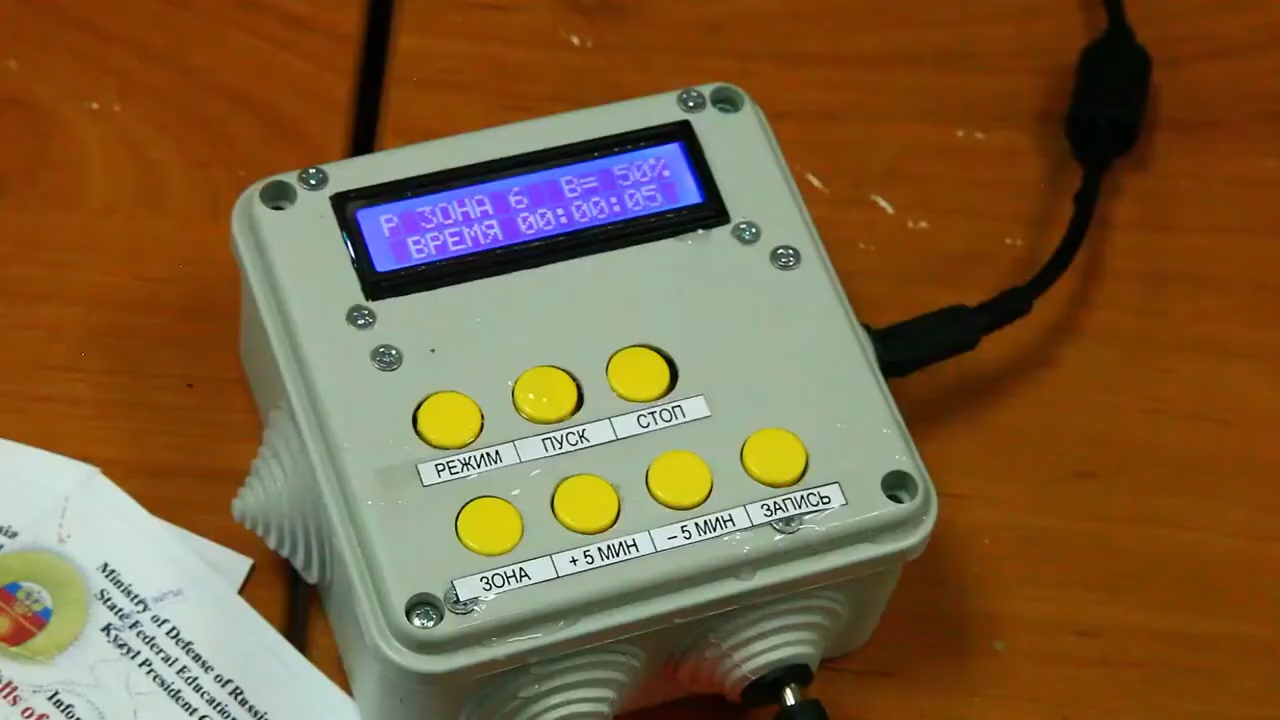 Р ЗОНА 6 В= 50%
ВРЕМЯ 00:00:05
РЕЖИМ ПУСК СТОП
ЗОНА +5 МИН –5 МИН ЗАПИСЬ
Ministry of Defense of Russia
State Federal Education
Kyzyl President C